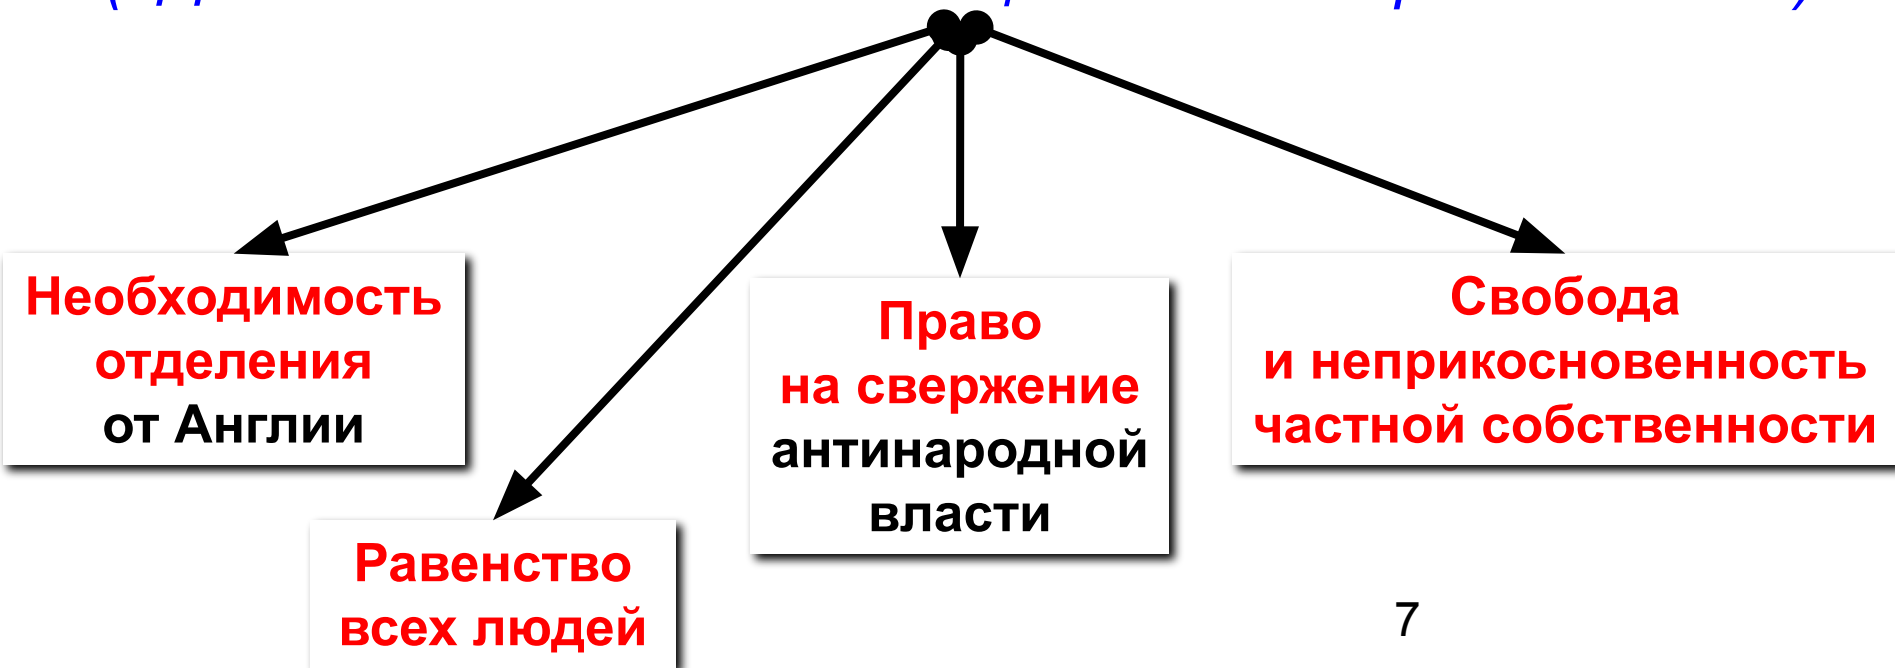 Необходимость
отделения
от Англии
Равенство
всех людей
Право
на свержение
антинародной
власти
Свобода
и неприкосновенность
частной собственности
7